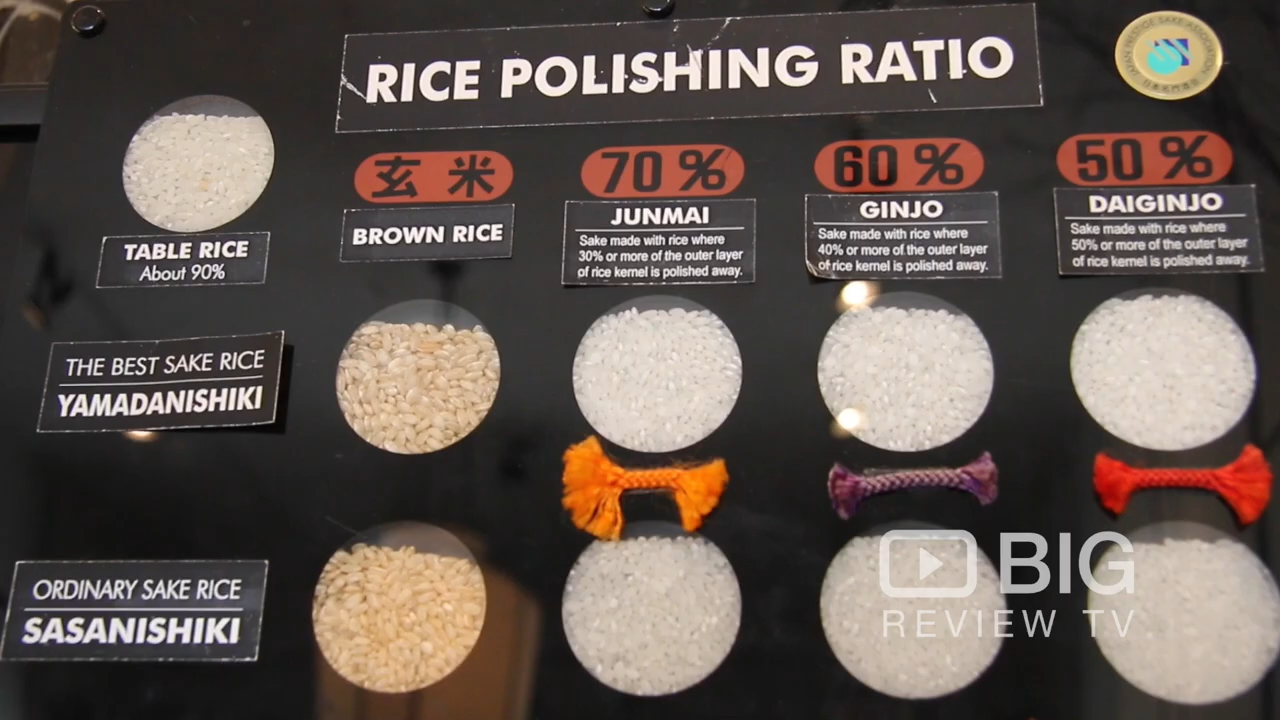 RICE POLISHING RATIO
JAPAN PRESTIGE SAKE ASSOCIATION
TABLE RICE
About 90%
玄米
BROWN RICE
70%
JUNMAI
Sake made with rice where
30% or more of the outer layer
of rice kernel is polished away.
60%
GINJO
Sake made with rice where
40% or more of the outer layer
of rice kernel is polished away.
50%
DAIGINJO
Sake made with rice where
50% or more of the outer layer
of rice kernel is polished away.
THE BEST SAKE RICE
YAMADANISHIKI
ORDINARY SAKE RICE
SASANISHIKI
BIG
REVIEW TV